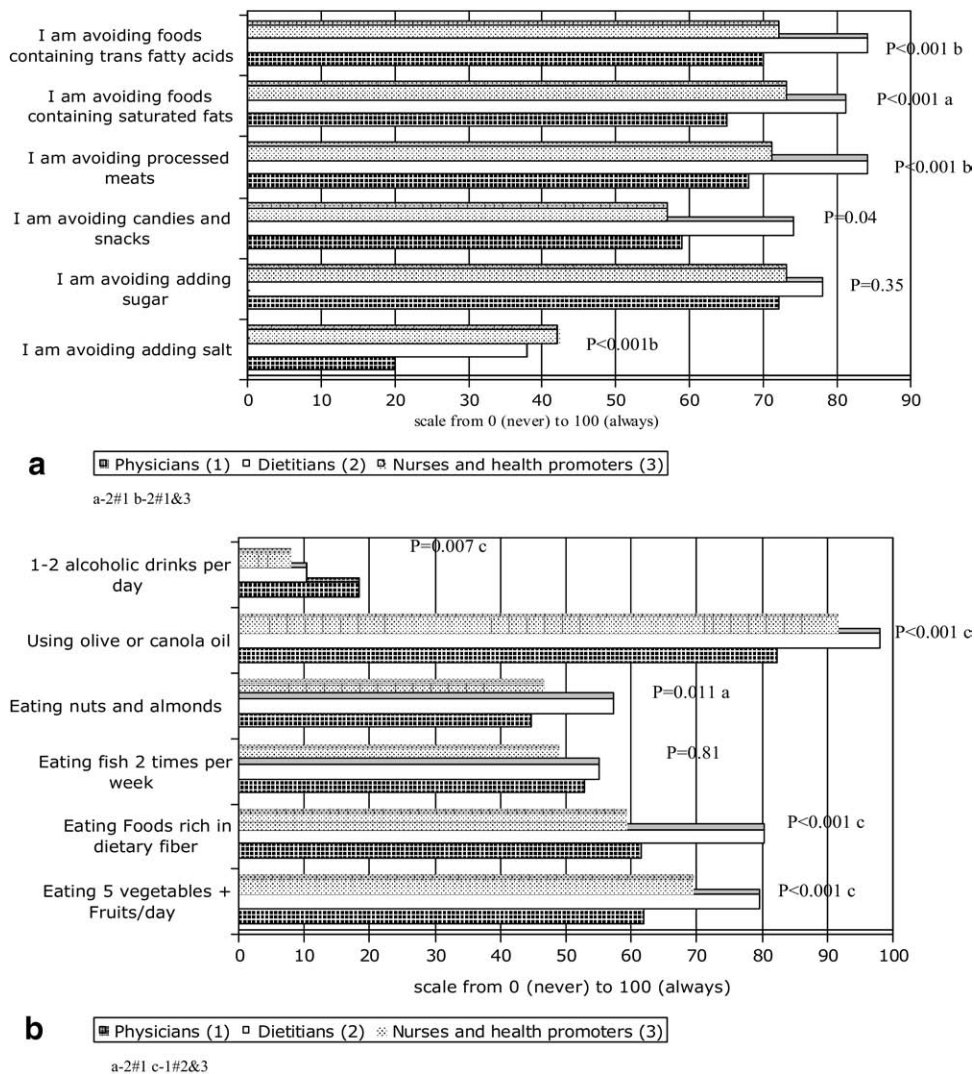 I am avoiding foods
containing trans fatty acids
P<0.001 b
I am avoiding foods
containing saturated fats
P<0.001 a
I am avoiding processed
meats
P<0.001 b
I am avoiding candies and
snacks
P=0.04
I am avoiding adding
sugar
P=0.35
I am avoiding adding salt
P<0.001b
0 10 20 30 40 50 60 70 80 90
scale from 0 (never) to 100 (always)
a
Physicians (1) Dietitians (2) Nurses and health promoters (3)
a-2#1 b-2#1&3
1-2 alcoholic drinks per
day
P=0.007 c
Using olive or canola oil
P<0.001 c
Eating nuts and almonds
P=0.011 a
Eating fish 2 times per
week
P=0.81
Eating Foods rich in
dietary fiber
P<0.001 c
Eating 5 vegetables +
Fruits/day
P<0.001 c
0 10 20 30 40 50 60 70 80 90 100
scale from 0 (never) to 100 (always)
b
Physicians (1) Dietitians (2) Nurses and health promoters (3)
a-2#1 c-1#2&3